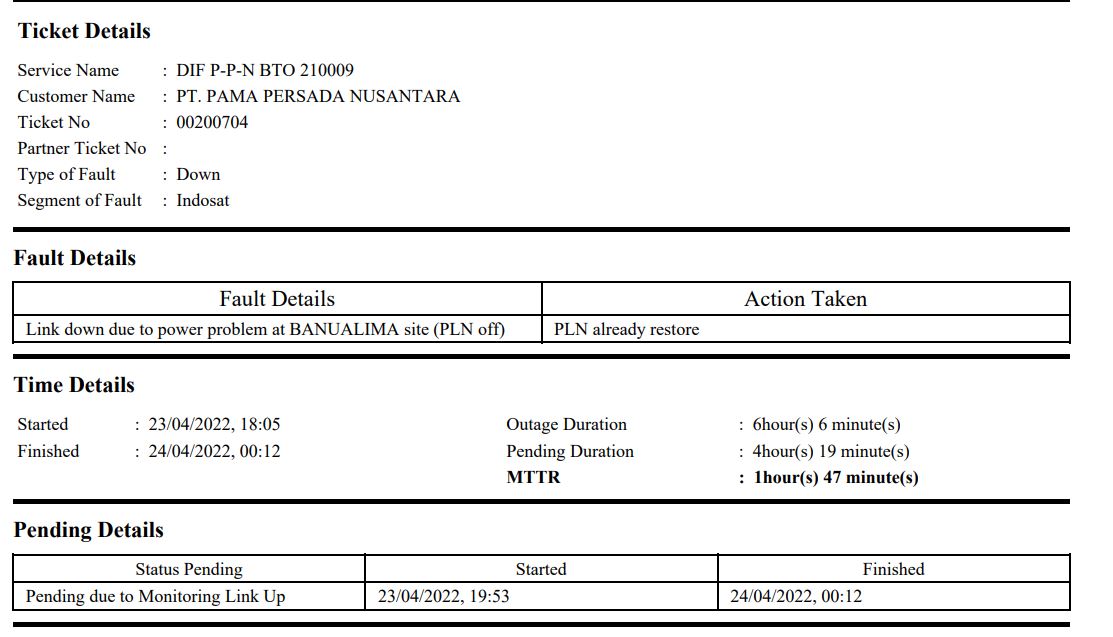 Ticket Details
Service Name : DIF P-P-N BTO 210009
Customer Name : PT. PAMA PERSADA NUSANTARA
Ticket No : 00200704
Partner Ticket No :
Type of Fault : Down
Segment of Fault : Indosat
Fault Details
Fault Details Action Taken
Link down due to power problem at BANUALIMA site (PLN off) PLN already restore
Time Details
Started : 23/04/2022, 18:05 Outage Duration : 6hour(s) 6 minute(s)
Finished : 24/04/2022, 00:12 Pending Duration : 4hour(s) 19 minute(s)
MTTR : 1hour(s) 47 minute(s)
Pending Details
Status Pending Started Finished
Pending due to Monitoring Link Up 23/04/2022, 19:53 24/04/2022, 00:12